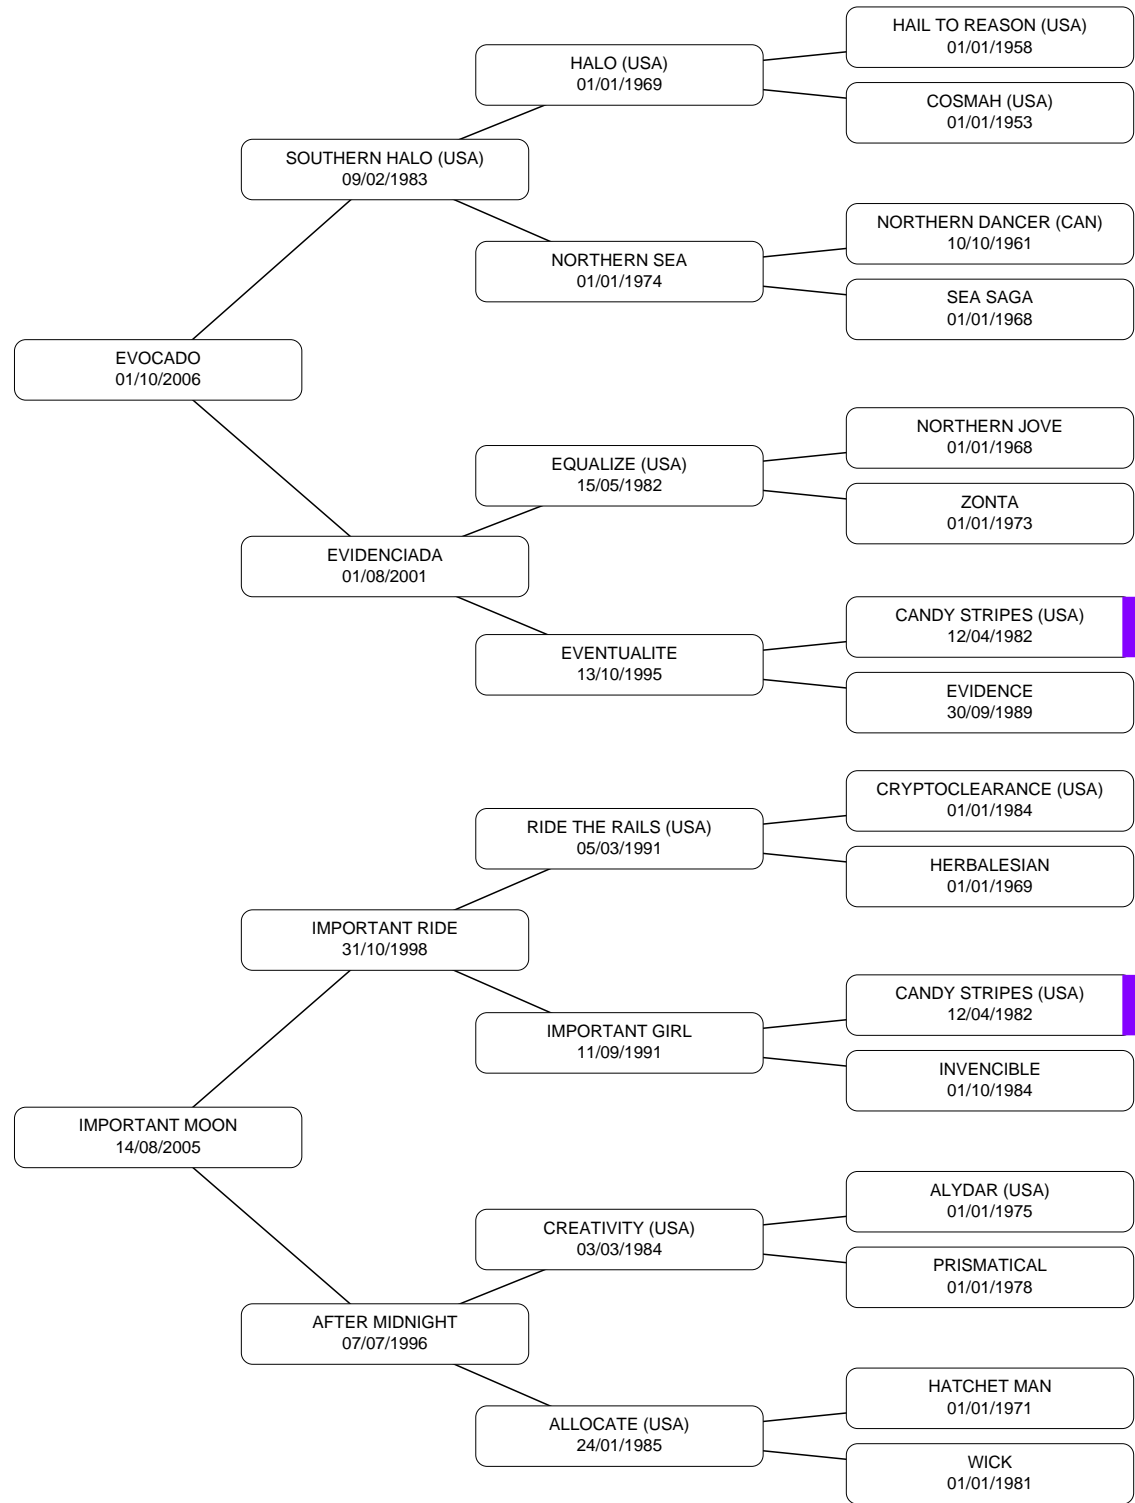 HAIL TO REASON (USA)
01/01/1958
HALO (USA)
01/01/1969
COSMAH (USA)
01/01/1953
SOUTHERN HALO (USA)
09/02/1983
NORTHERN DANCER (CAN)
10/10/1961
NORTHERN SEA
01/01/1974
SEA SAGA
01/01/1968
EVOCADO
01/10/2006
NORTHERN JOVE
01/01/1968
EQUALIZE (USA)
15/05/1982
ZONTA
01/01/1973
EVIDENCIADA
01/08/2001
CANDY STRIPES (USA)
12/04/1982
EVENTUALITE
13/10/1995
EVIDENCE
30/09/1989
CRYPTOCLEARANCE (USA)
01/01/1984
RIDE THE RAILS (USA)
05/03/1991
HERBALESIAN
01/01/1969
IMPORTANT RIDE
31/10/1998
CANDY STRIPES (USA)
12/04/1982
IMPORTANT GIRL
11/09/1991
INVENCIBLE
01/10/1984
IMPORTANT MOON
14/08/2005
ALYDAR (USA)
01/01/1975
CREATIVITY (USA)
03/03/1984
PRISMATICAL
01/01/1978
AFTER MIDNIGHT
07/07/1996
HATCHET MAN
01/01/1971
ALLOCATE (USA)
24/01/1985
WICK
01/01/1981